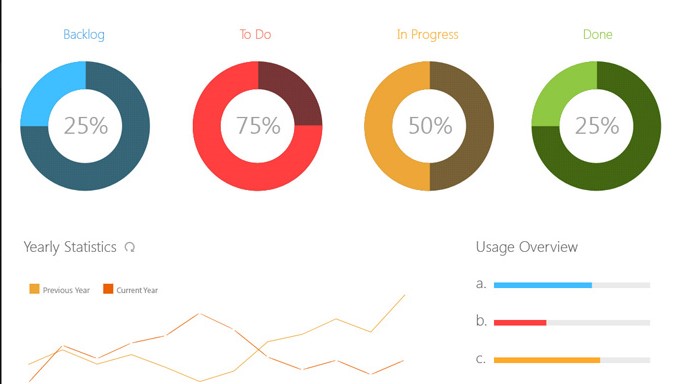 Backlog
To Do
In Progress
Done
25%
75%
50%
25%
Yearly Statistics
Usage Overview
Previous Year
Current Year
a.
b.
c.